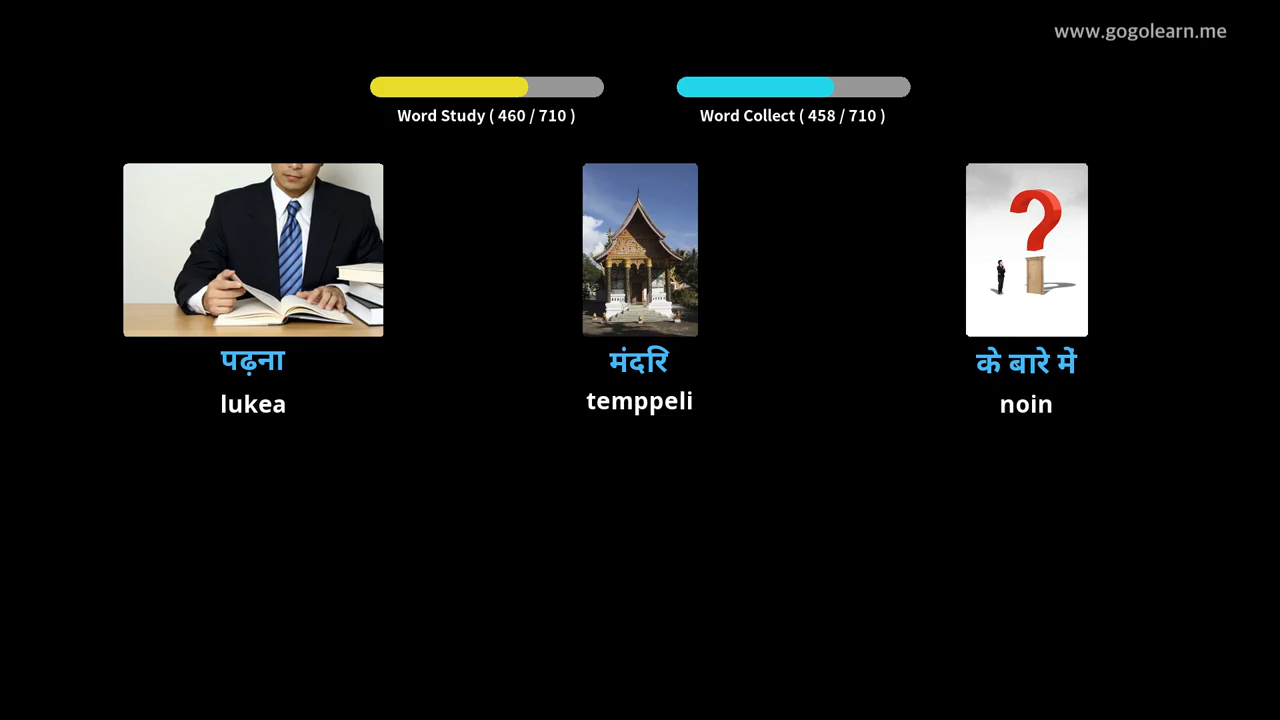 www.gogolearn.me
Word Study ( 460 / 710 )
Word Collect ( 458 / 710 )
पढ़ना
मंदरि
के बारे में
lukea
temppeli
noin